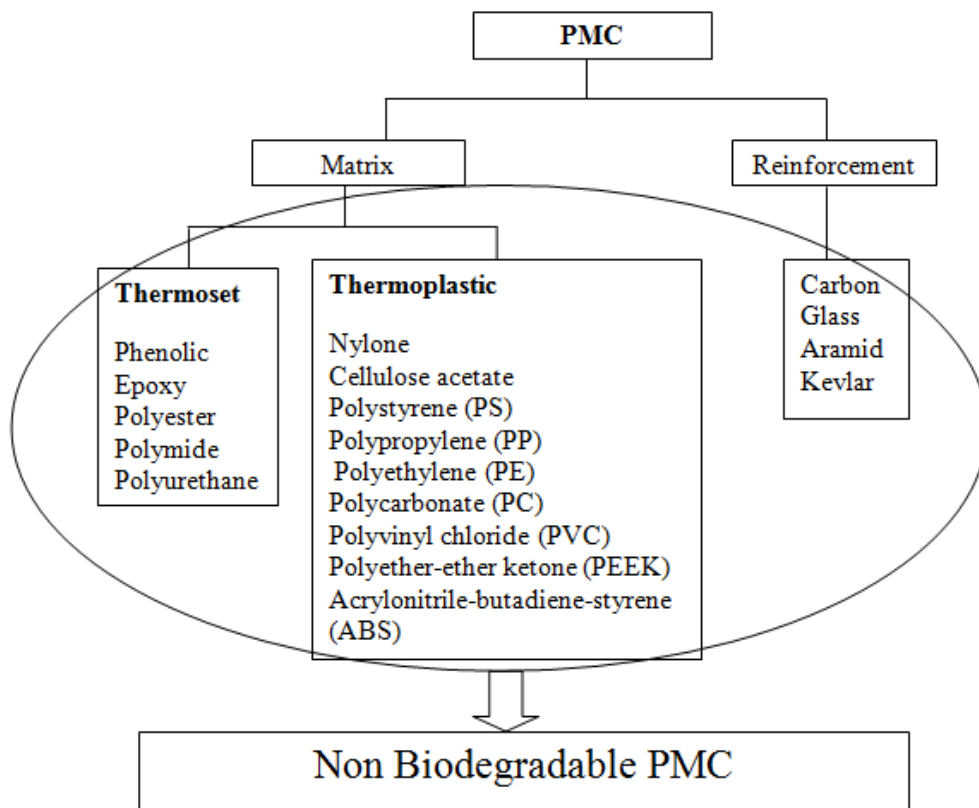 PMC
Matrix
Reinforcement
Thermoset
Phenolic
Epoxy
Polyester
Polymide
Polyurethane
Thermoplastic
Nylone
Cellulose acetate
Polystyrene (PS)
Polypropylene (PP)
Polyethylene (PE)
Polycarbonate (PC)
Polyvinyl chloride (PVC)
Polyether-ether ketone (PEEK)
Acrylonitrile-butadiene-styrene
(ABS)
Carbon
Glass
Aramid
Kevlar
Non Biodegradable PMC